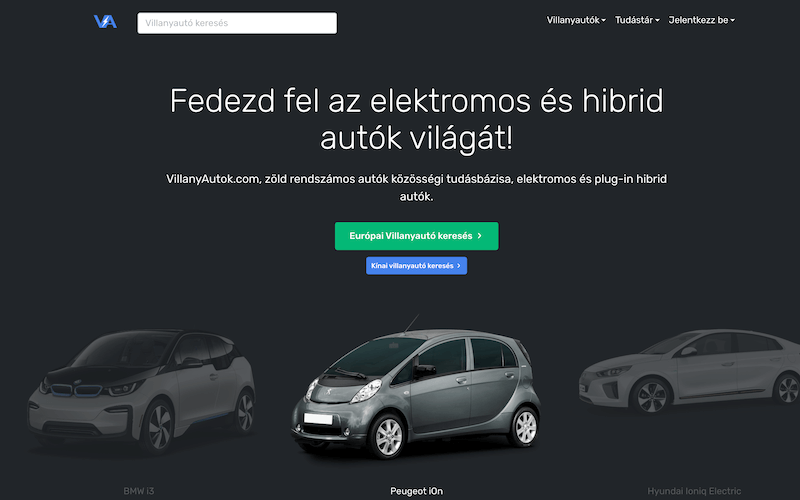 VA
Villanyautó keresés
Villanyautók
Tudástár
Jelentkezz be
Fedezd fel az elektromos és hibrid
autók világát!
VillanyAutok.com, zöld rendszámos autók közösségi tudásbázisa, elektromos és plug-in hibrid
autók.
Európai Villanyautó keresés
Kínai villanyautó keresés
BMW i3
Peugeot iOn
Hyundai Ioniq Electric